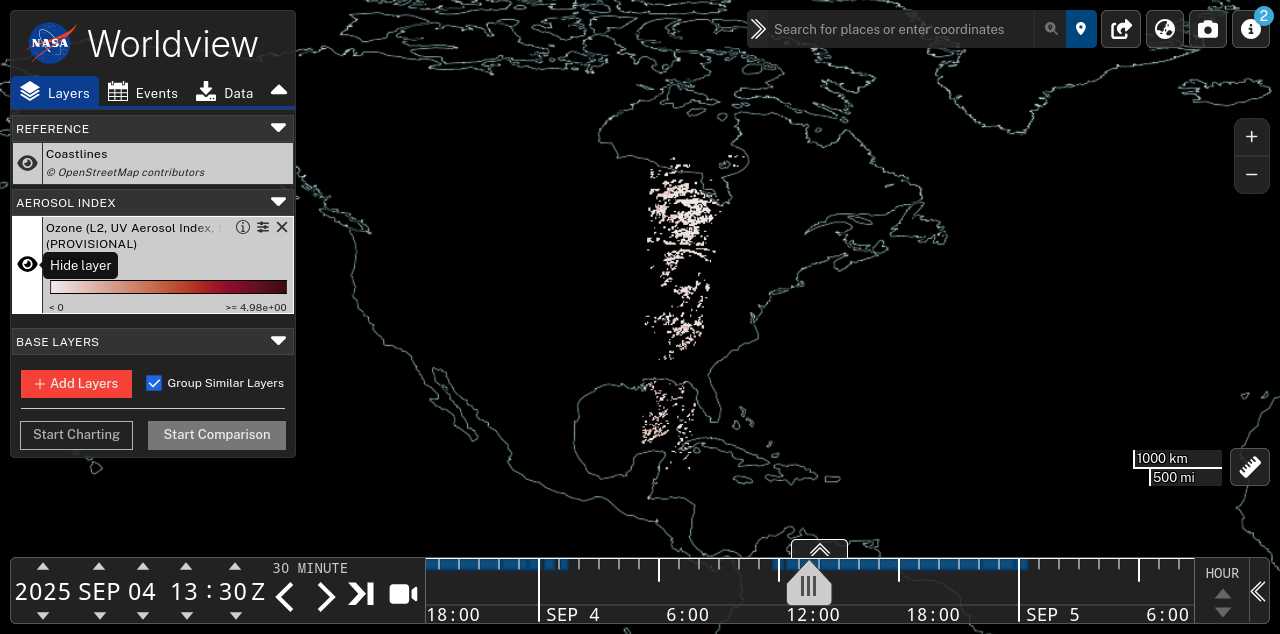 NASA Worldview
Search for places or enter coordinates
2
Layers Events Data
REFERENCE
Coastlines
© OpenStreetMap contributors
AEROSOL INDEX
Ozone (L2, UV Aerosol Index,
(PROVISIONAL)
Hide layer
< 0 >= 4.98e+00
BASE LAYERS
+ Add Layers Group Similar Layers
Start Charting Start Comparison
+
−
1000 km
500 mi
2025 SEP 04 13 : 30 Z
30 MINUTE
18:00 SEP 4 6:00 12:00 18:00 SEP 5 6:00
HOUR